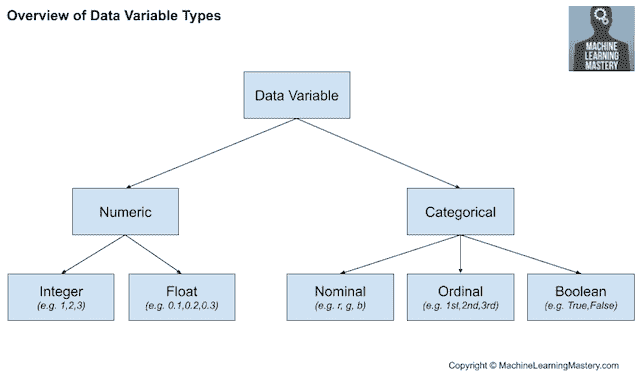 Overview of Data Variable Types
MACHINE
LEARNING
MASTERY
Data Variable
Numeric
Categorical
Integer
(e.g. 1,2,3)
Float
(e.g. 0.1,0.2,0.3)
Nominal
(e.g. r, g, b)
Ordinal
(e.g. 1st,2nd,3rd)
Boolean
(e.g. True,False)
Copyright © MachineLearningMastery.com